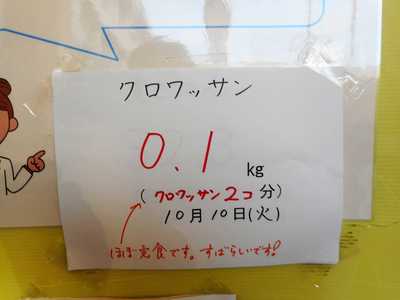 クロワッサン
0.1 kg
(クロワッサン2コ分)
10月10日(火)
ほぼ完食です。すばらしいです!